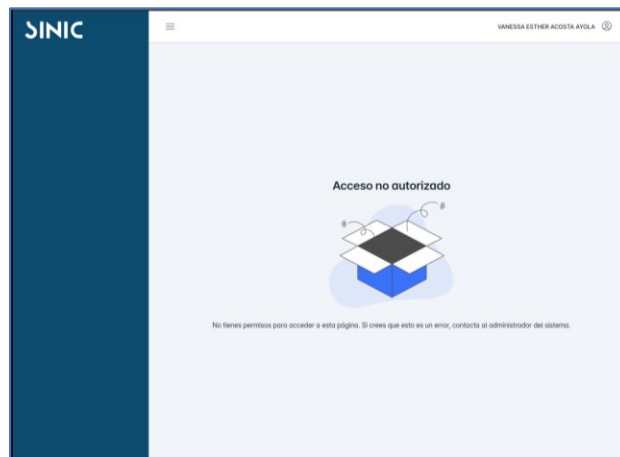 SINIC
VANESSA ESTHER ACOSTA AYOLA
Acceso no autorizado
No tienes permisos para acceder a esta página. Si crees que esto es un error, contacta al administrador del sistema.